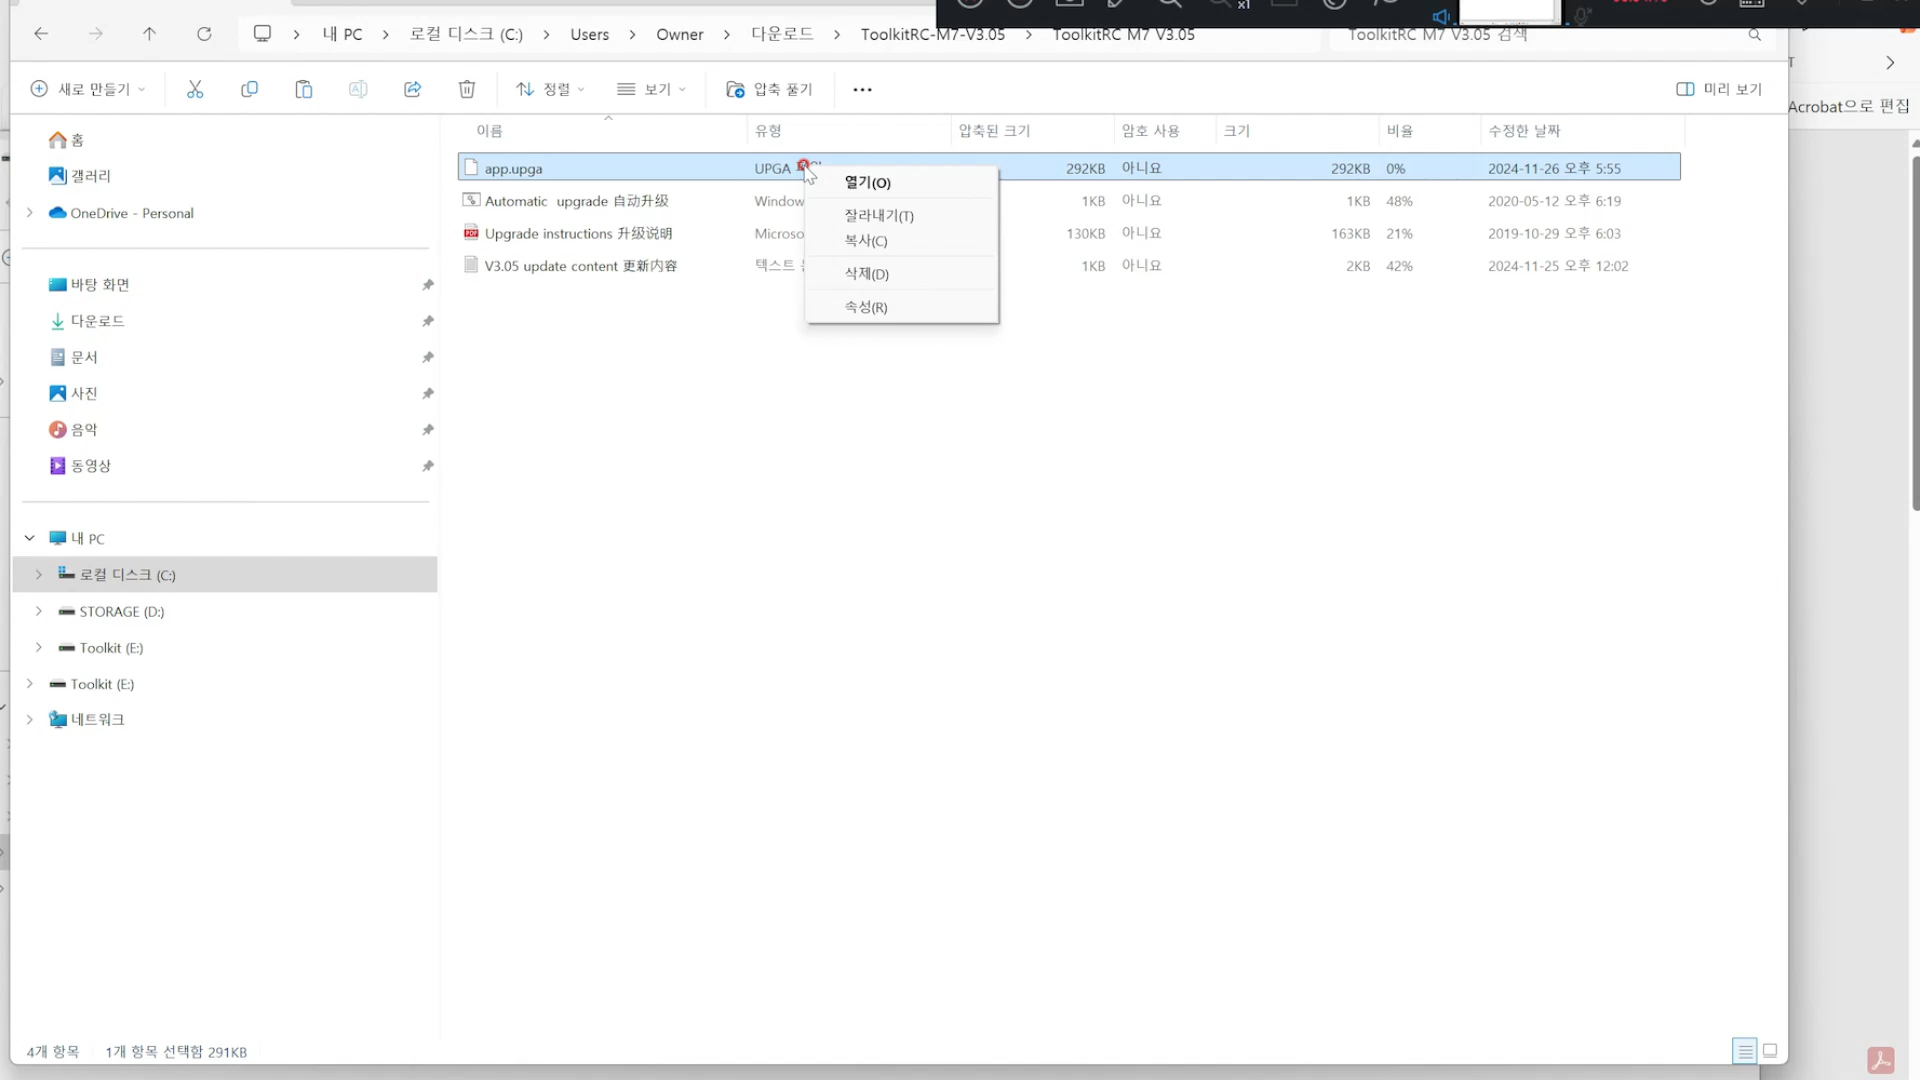 x1
내 PC > 로컬 디스크 (C:) > Users > Owner > 다운로드 > ToolkitRC-M7-V3.05 > ToolkitRC M7 V3.05
ToolkitRC M7 V3.05 검색
새로 만들기
정렬
보기
압축 풀기
미리 보기
Acrobat으로 편집
이름 유형 압축된 크기 암호 사용 크기 비율 수정한 날짜
app.upga UPGA 292KB 아니요 292KB 0% 2024-11-26 오후 5:55
Automatic upgrade 自动升级 Window 1KB 아니요 1KB 48% 2020-05-12 오후 6:19
Upgrade instructions 升级说明 Microso 130KB 아니요 163KB 21% 2019-10-29 오후 6:03
V3.05 update content 更新内容 텍스트 1KB 아니요 2KB 42% 2024-11-25 오후 12:02
열기(O)
잘라내기(T)
복사(C)
삭제(D)
속성(R)
홈
갤러리
OneDrive - Personal
바탕 화면
다운로드
문서
사진
음악
동영상
내 PC
로컬 디스크 (C:)
STORAGE (D:)
Toolkit (E:)
Toolkit (E:)
네트워크
4개 항목 1개 항목 선택함 291KB